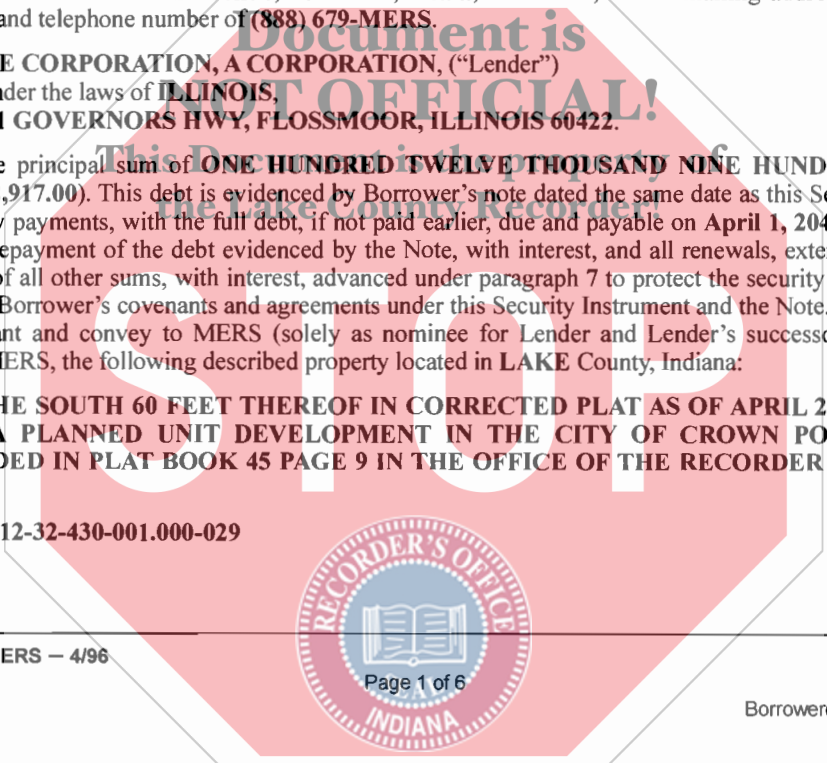 and telephone number of (888) 679-MERS.
Document is
E CORPORATION, A CORPORATION, ("Lender")
der the laws of ILLINOIS,
NOT OFFICIAL!
GOVERNORS HWY, FLOSSMOOR, ILLINOIS 60422.
This Document is the property of
e principal sum of ONE HUNDRED TWELVE THOUSAND NINE HUND
,917.00). This debt is evidenced by Borrower's note dated the same date as this Se
the Lake County Recorder!
payments, with the full debt, if not paid earlier, due and payable on April 1, 204
epayment of the debt evidenced by the Note, with interest, and all renewals, exte
of all other sums, with interest, advanced under paragraph 7 to protect the security
Borrower's covenants and agreements under this Security Instrument and the Note.
nt and convey to MERS (solely as nominee for Lender and Lender's successo
IERS, the following described property located in LAKE County, Indiana:
STOP
HE SOUTH 60 FEET THEREOF IN CORRECTED PLAT AS OF APRIL 2
A PLANNED UNIT DEVELOPMENT IN THE CITY OF CROWN PO
DED IN PLAT BOOK 45 PAGE 9 IN THE OFFICE OF THE RECORDER
12-32-430-001.000-029
RECORDER'S OFFICE
ERS – 4/96
Page 1 of 6
SEAL
INDIANA
Borrower